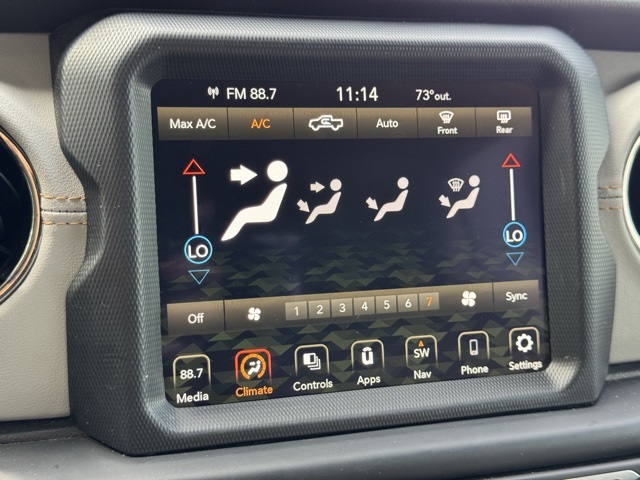 FM 88.7 11:14 73°out.
Max A/C A/C Auto Front Rear
LO LO
Off 1 2 3 4 5 6 7 Sync
88.7 SW
Media Climate Controls Apps Nav Phone Settings